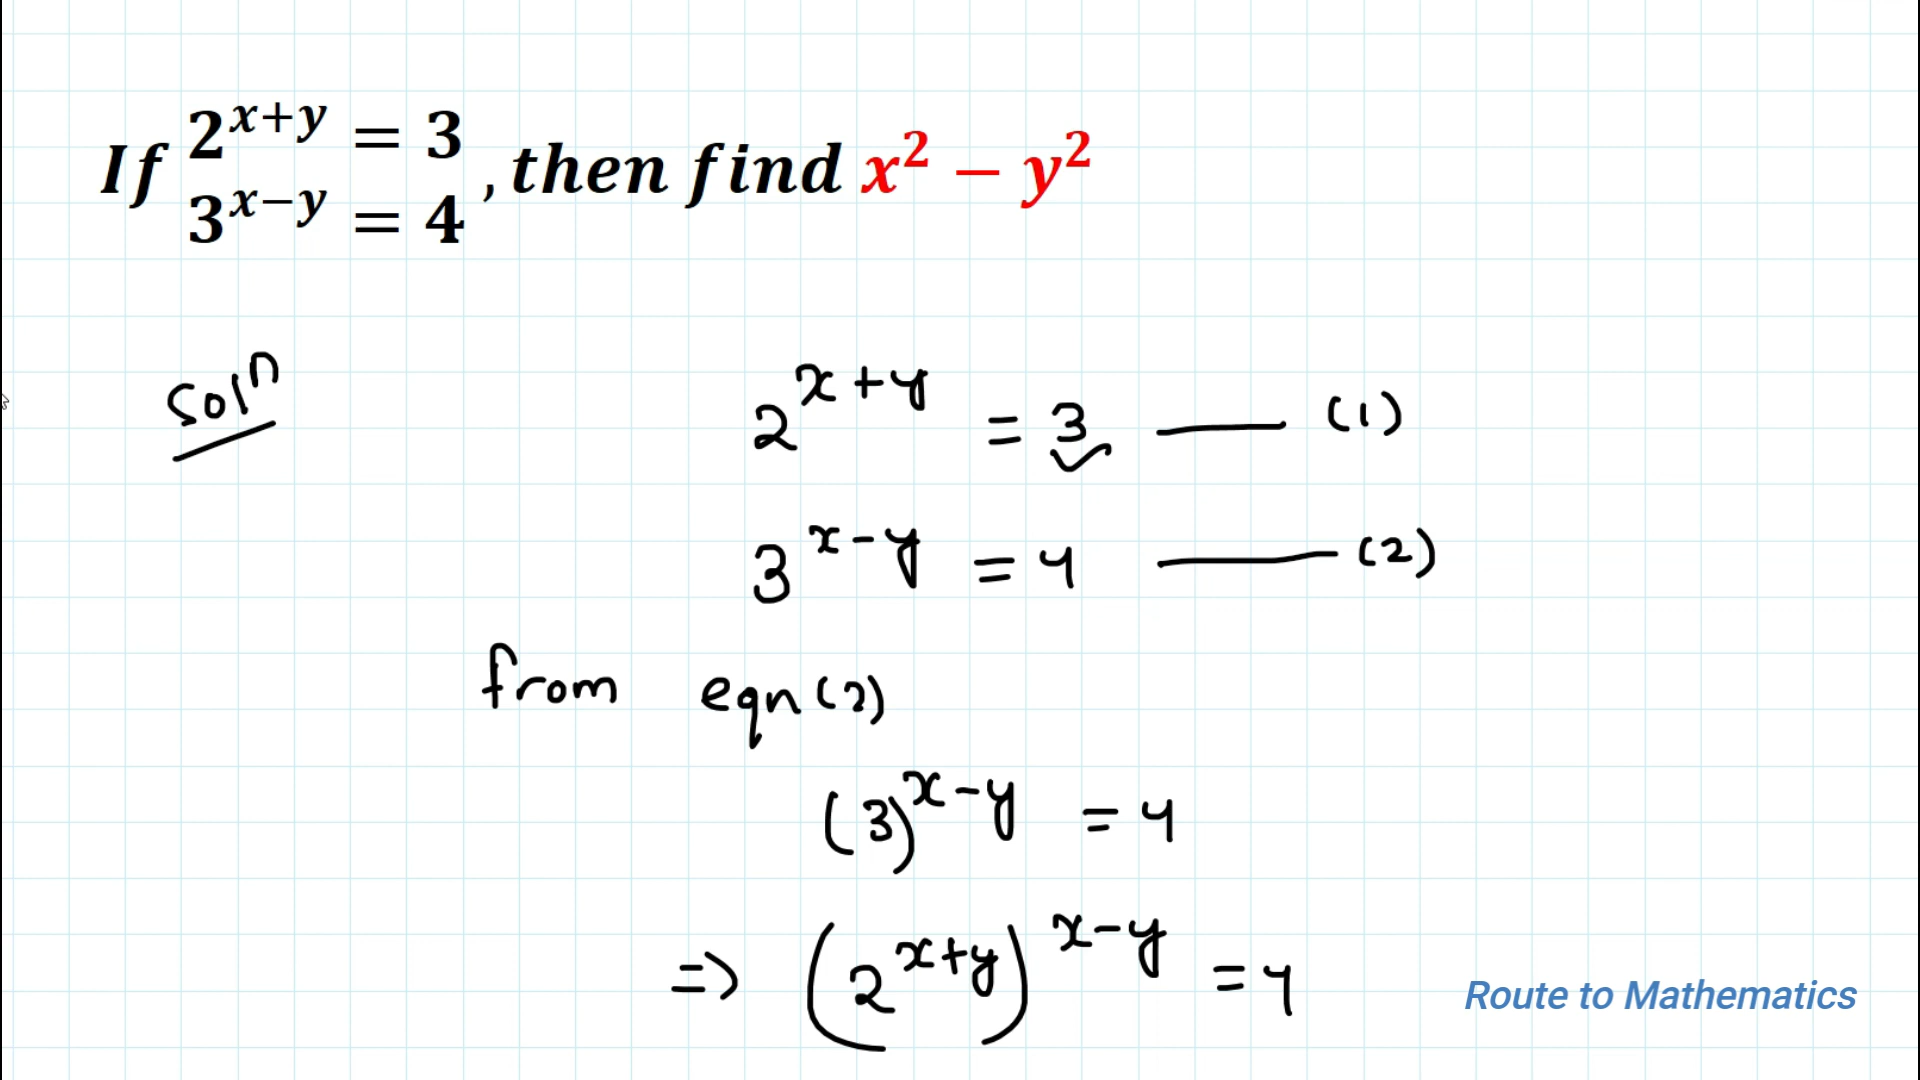 If 2^{x+y} = 3
3^{x−y} = 4 , then find x² − y²
Solⁿ
2^{x+y} = 3 —— (1)
3^{x−y} = 4 —— (2)
from eqn(2)
(3)^{x−y} = 4
=> (2^{x+y})^{x−y} = 4
Route to Mathematics